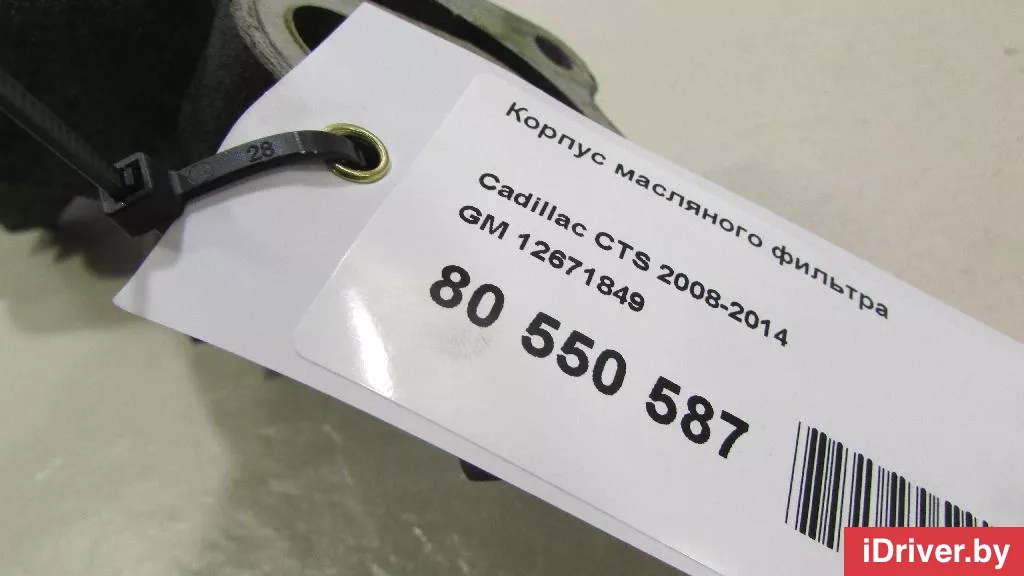 28
Корпус масляного фильтра
Cadillac CTS 2008-2014
GM 12671849
80 550 587
iDriver.by